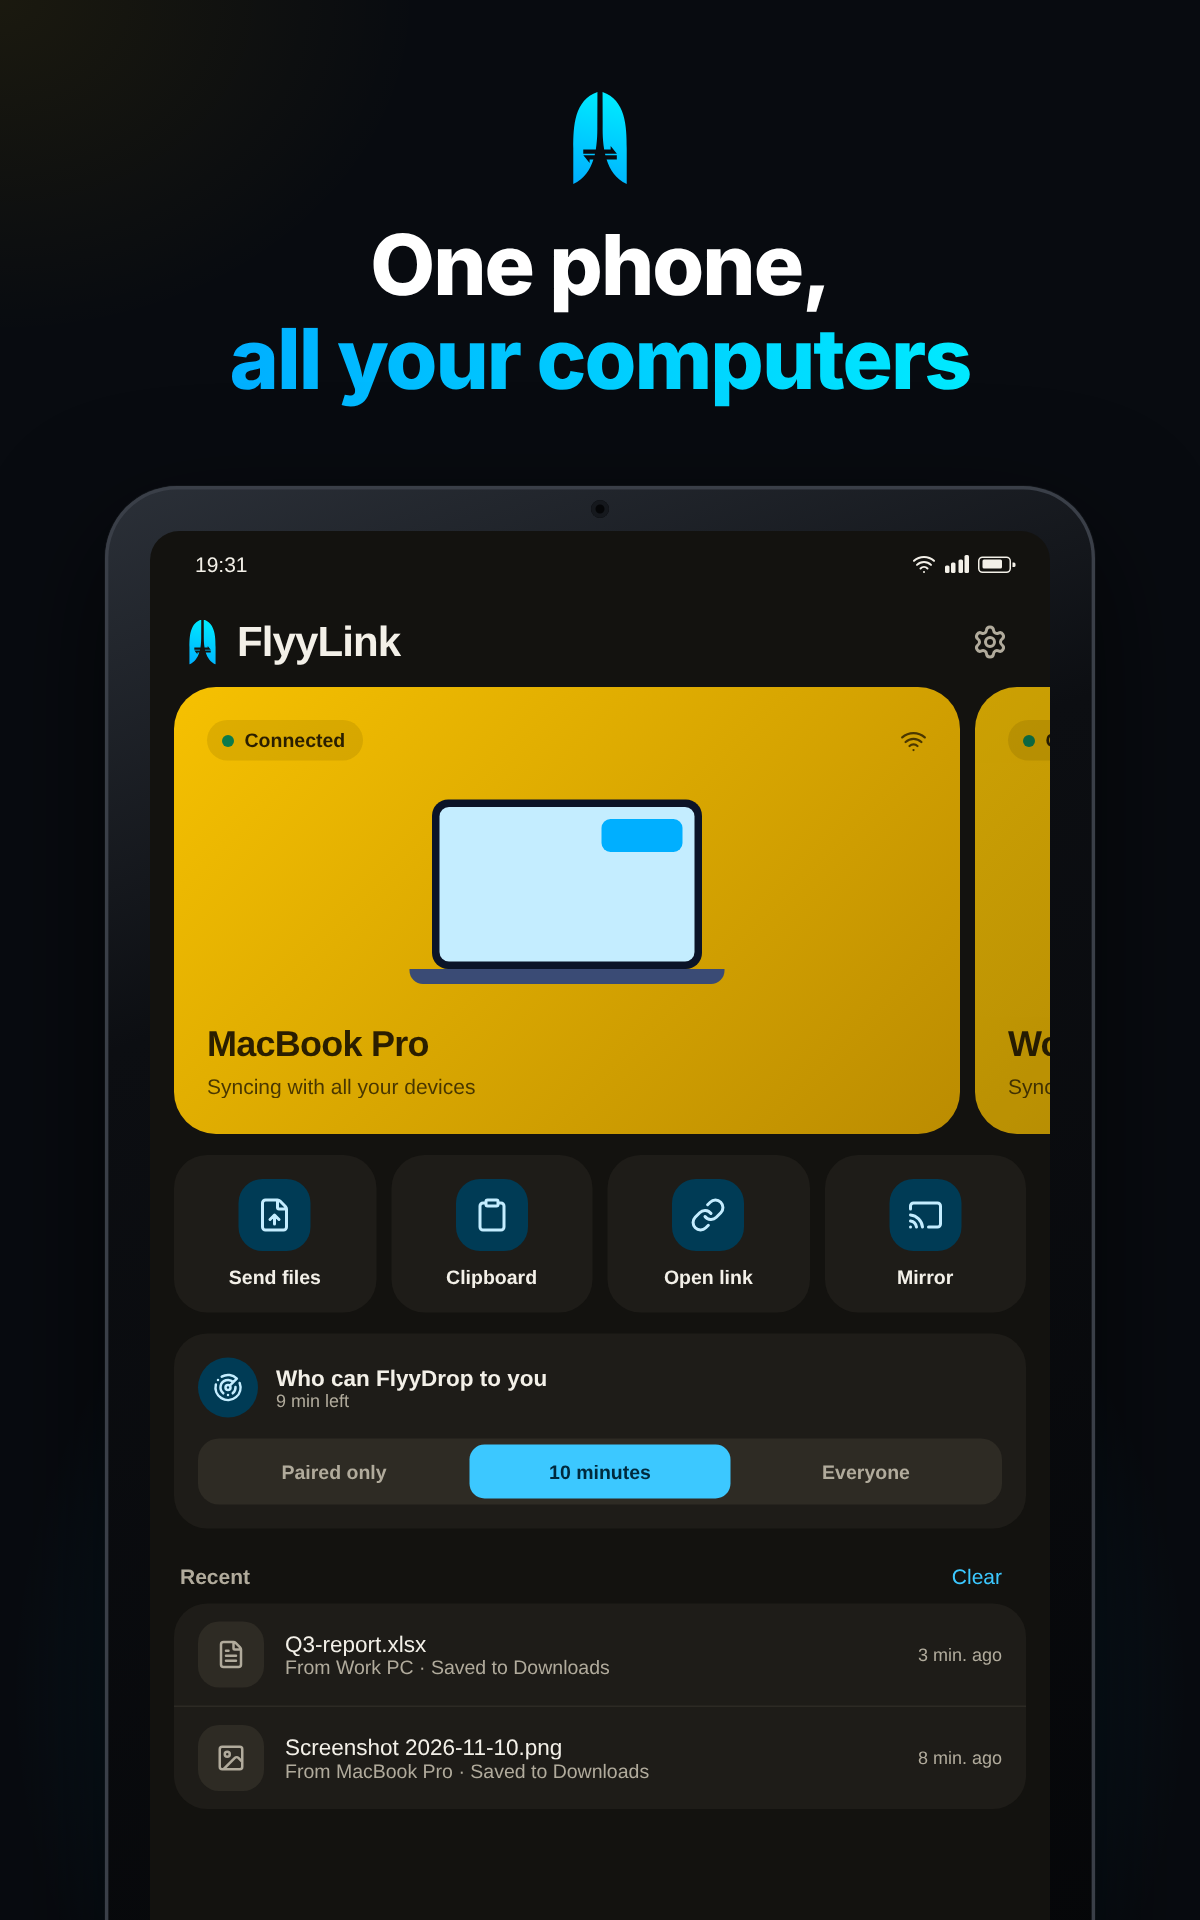 One phone,
all your computers
19:31
FlyyLink
Connected
MacBook Pro
Syncing with all your devices
Send files
Clipboard
Open link
Mirror
Who can FlyyDrop to you
9 min left
Paired only
10 minutes
Everyone
Recent
Clear
Q3-report.xlsx
From Work PC · Saved to Downloads
3 min. ago
Screenshot 2026-11-10.png
From MacBook Pro · Saved to Downloads
8 min. ago